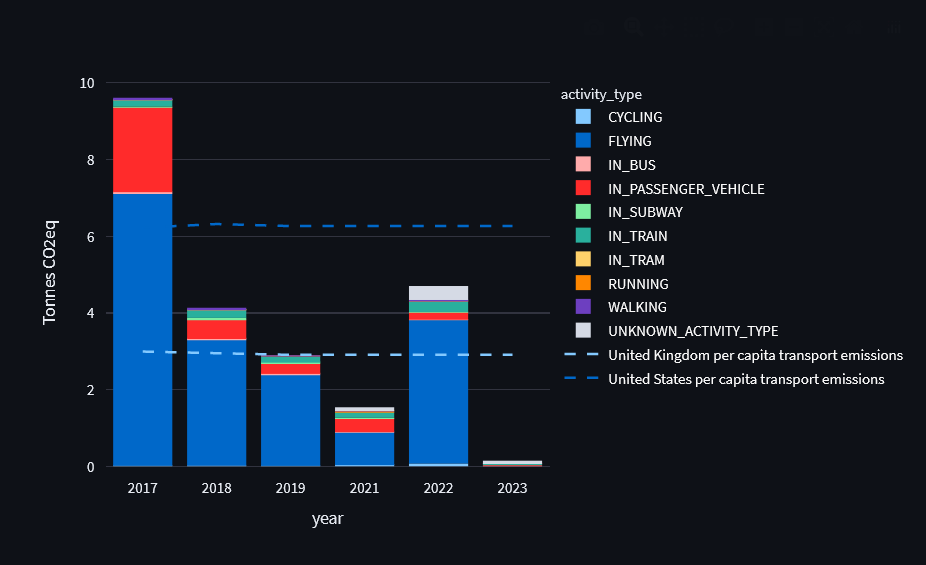 10
8
6
4
2
0
Tonnes CO2eq
2017
2018
2019
2021
2022
2023
year
activity_type
CYCLING
FLYING
IN_BUS
IN_PASSENGER_VEHICLE
IN_SUBWAY
IN_TRAIN
IN_TRAM
RUNNING
WALKING
UNKNOWN_ACTIVITY_TYPE
United Kingdom per capita transport emissions
United States per capita transport emissions